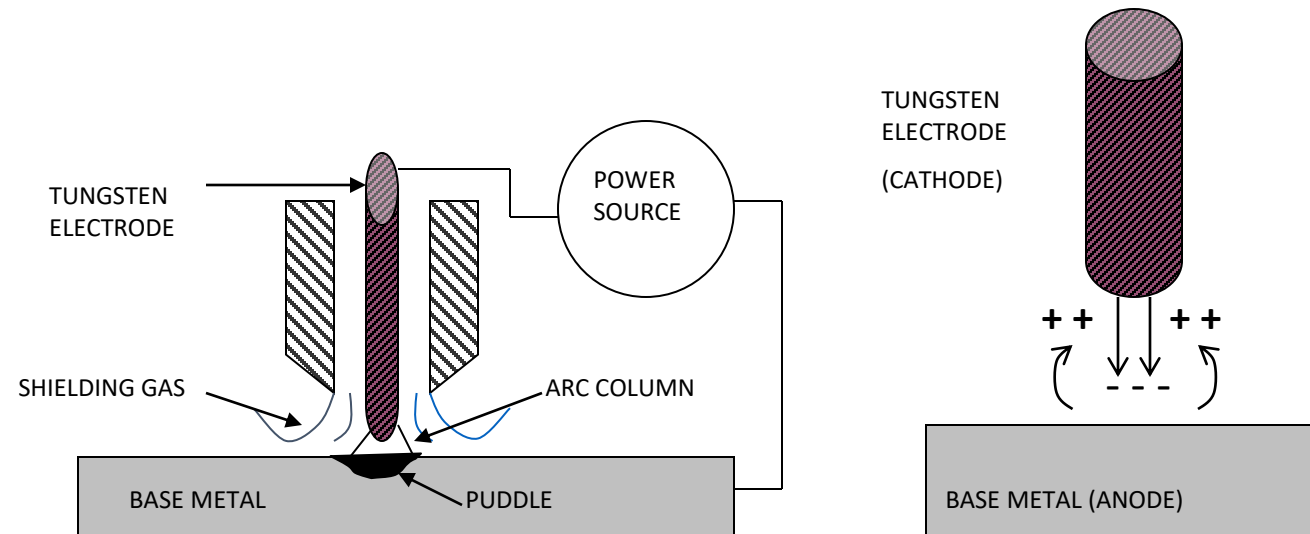 TUNGSTEN
ELECTRODE
POWER
SOURCE
SHIELDING GAS
ARC COLUMN
BASE METAL
PUDDLE
TUNGSTEN
ELECTRODE
(CATHODE)
+ +
+ +
- - -
BASE METAL (ANODE)